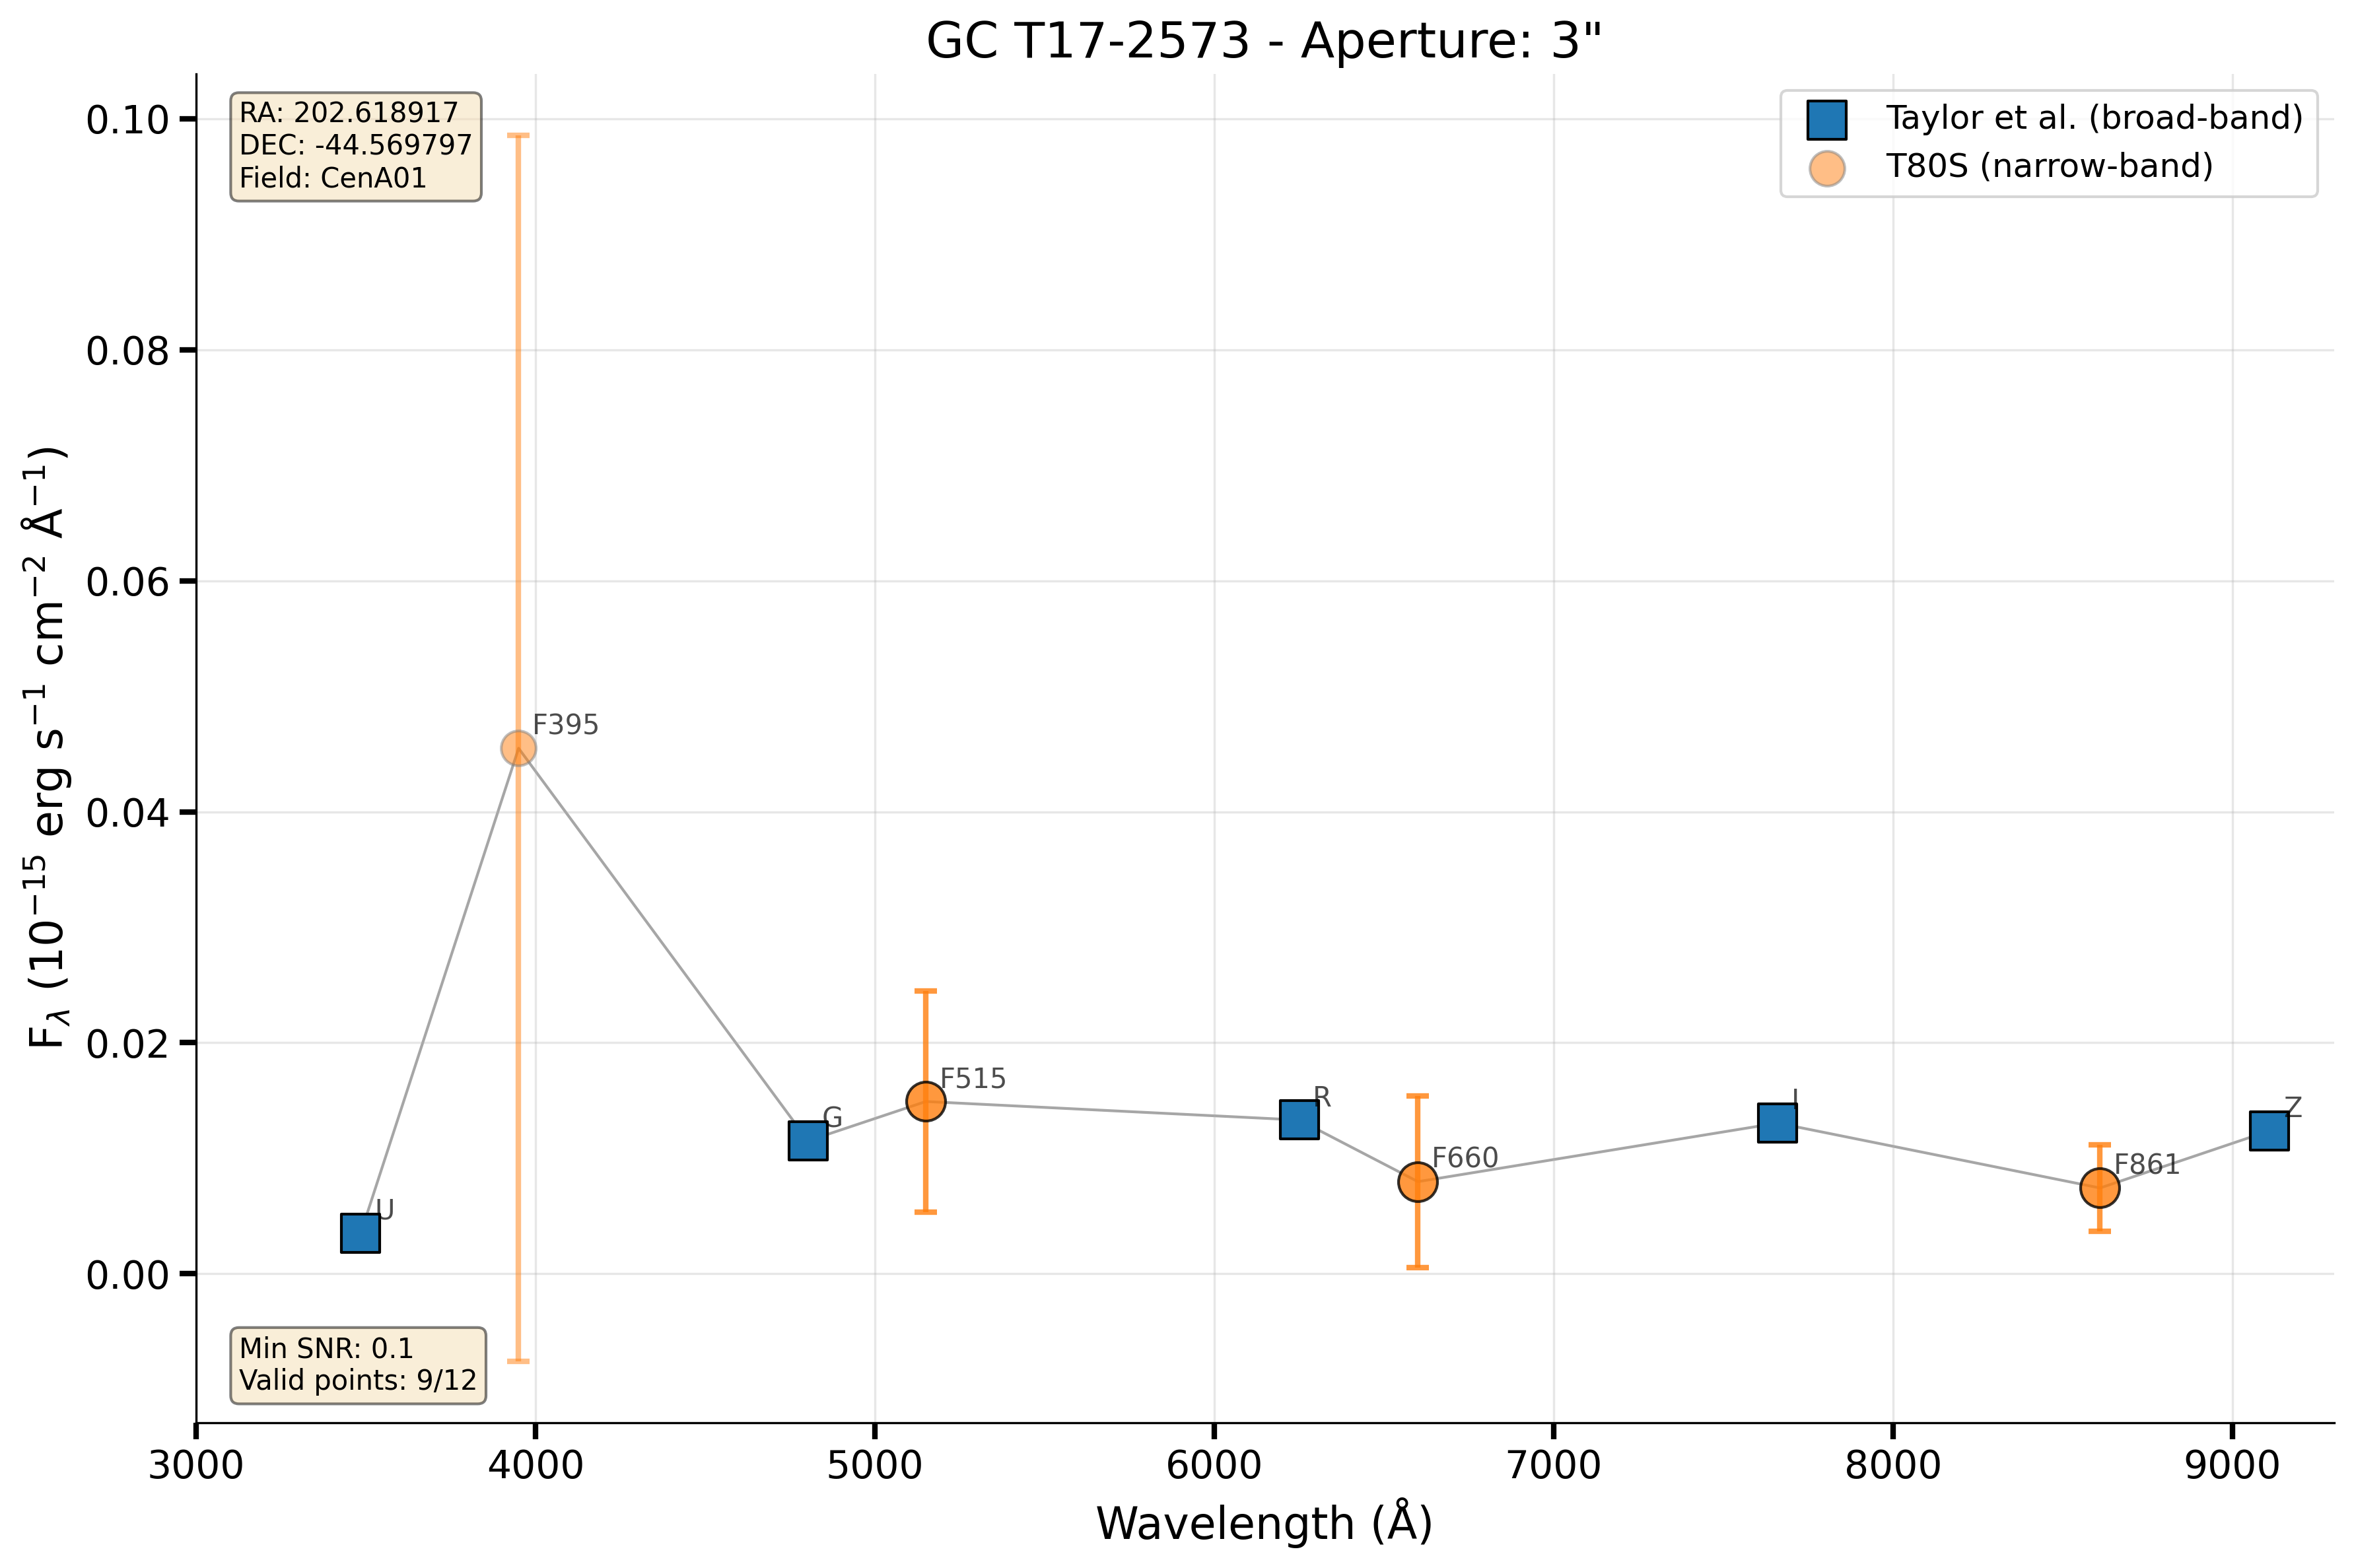 GC T17-2573 - Aperture: 3"
RA: 202.618917
DEC: -44.569797
Field: CenA01
Taylor et al. (broad-band)
T80S (narrow-band)
0.10
0.08
0.06
0.04
0.02
0.00
F$_λ$ (10$^{−15}$ erg s$^{−1}$ cm$^{−2}$ Å$^{−1}$)
U
F395
G
F515
R
F660
I
F861
Z
Min SNR: 0.1
Valid points: 9/12
3000 4000 5000 6000 7000 8000 9000
Wavelength (Å)